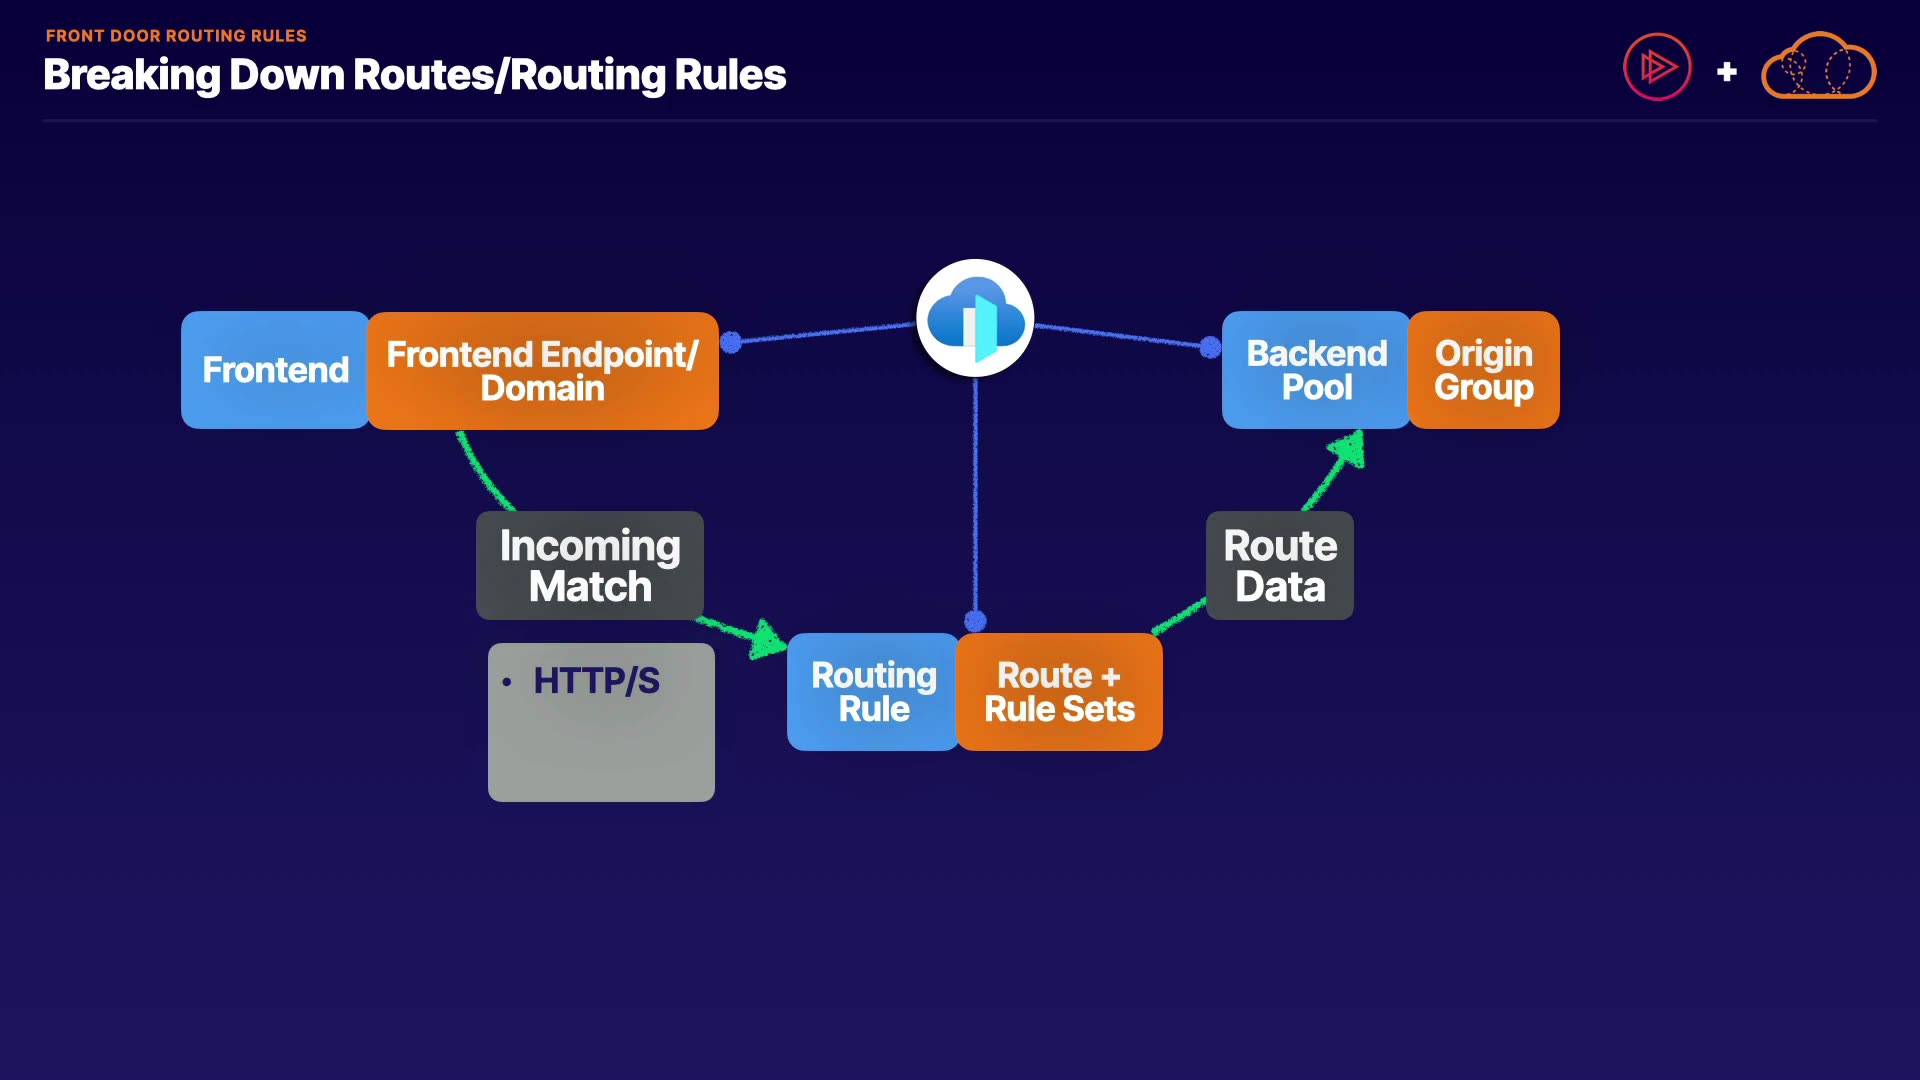 FRONT DOOR ROUTING RULES
Breaking Down Routes/Routing Rules
+
Frontend
Frontend Endpoint/
Domain
Backend
Pool
Origin
Group
Incoming
Match
Route
Data
• HTTP/S
Routing
Rule
Route +
Rule Sets